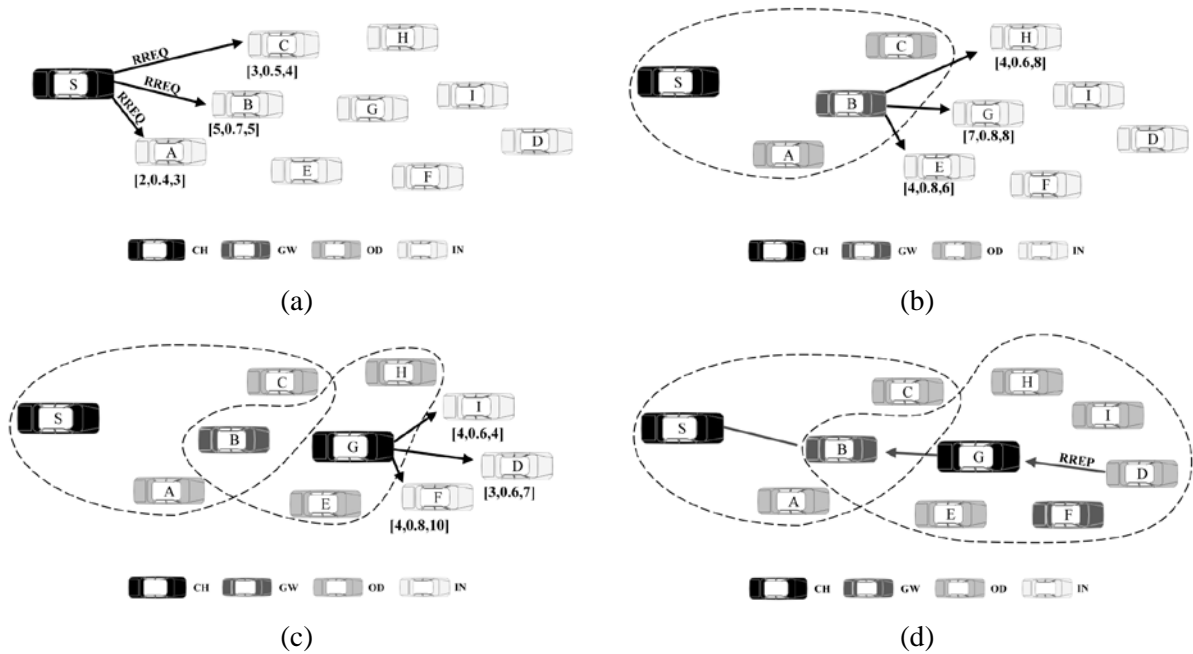 C
H
RREQ
[3,0.5,4]
S
RREQ
B
G
I
RREQ
[5,0.7,5]
A
E
F
D
[2,0.4,3]
CH
GW
OD
IN
(a)
C
H
[4,0.6,8]
S
B
G
I
[7,0.8,8]
A
E
D
[4,0.8,6]
F
CH
GW
OD
IN
(b)
C
H
S
I
[4,0.6,4]
B
G
D
[3,0.6,7]
A
E
F
[4,0.8,10]
CH
GW
OD
IN
(c)
C
H
S
I
B
G
RREP
D
A
E
F
CH
GW
OD
IN
(d)